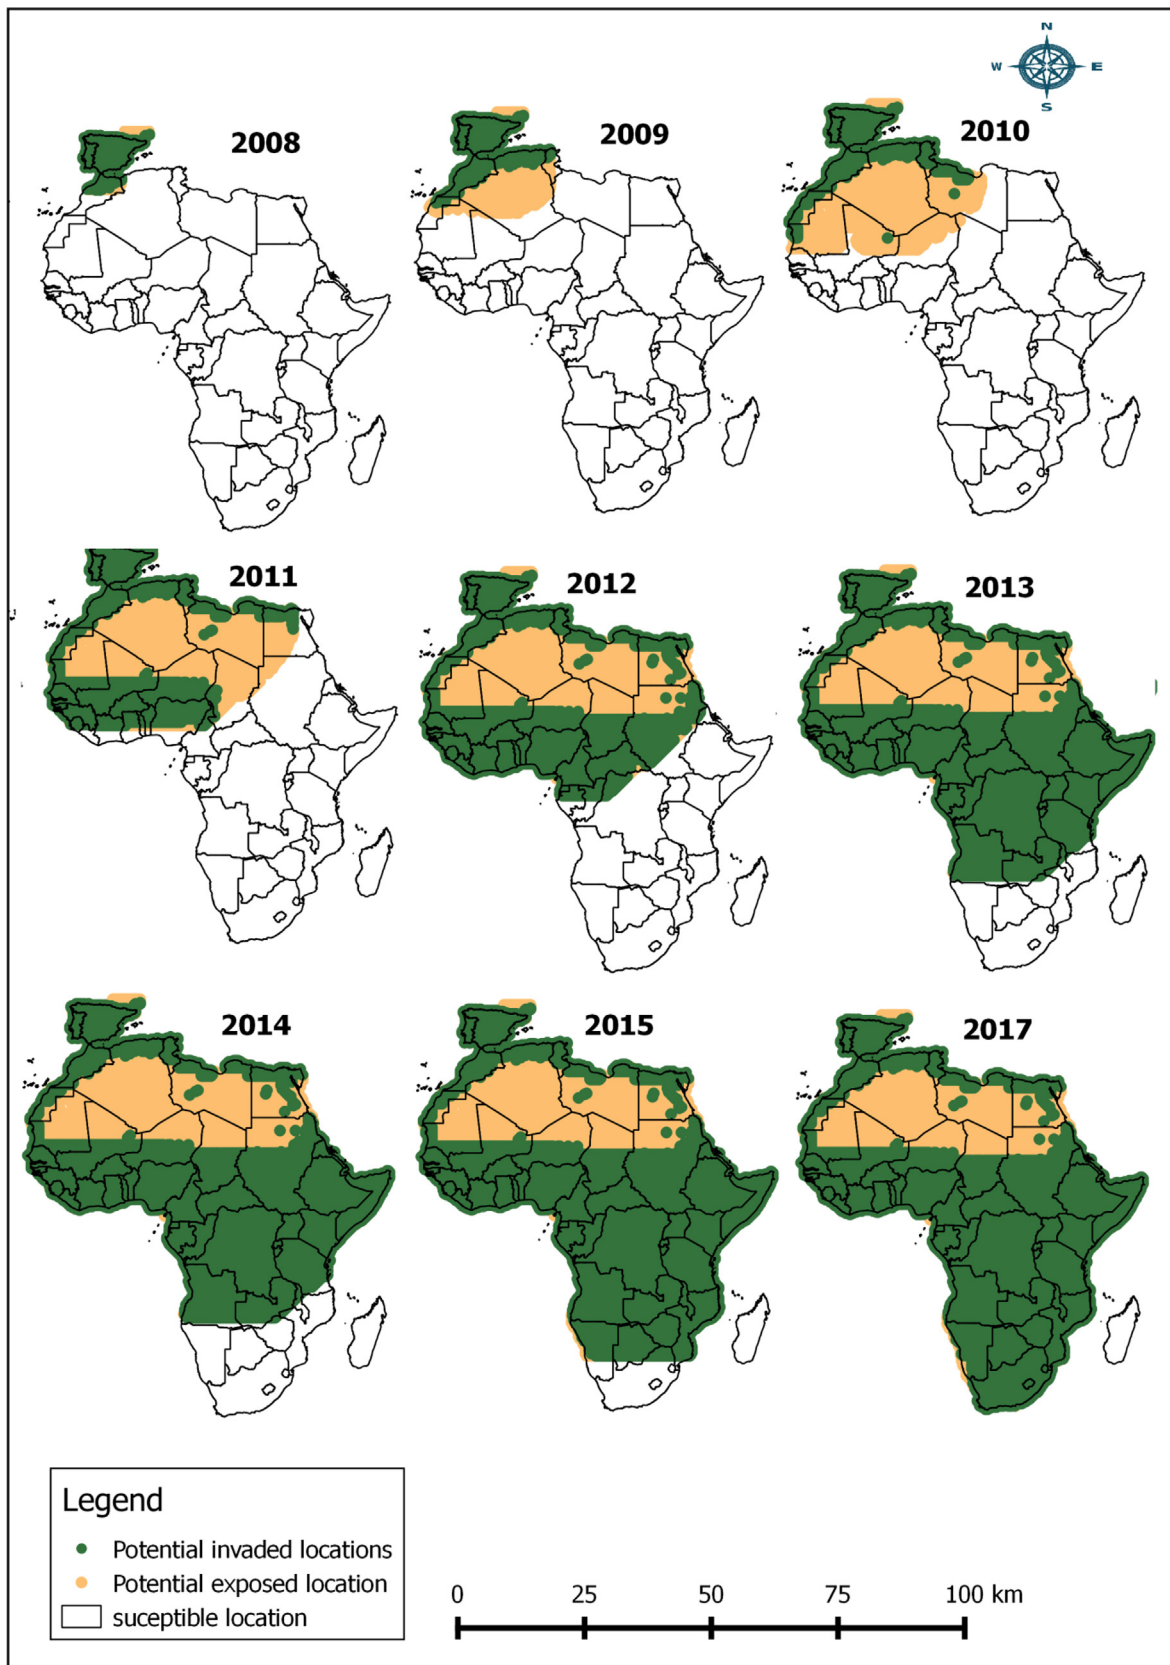 N
W E
S
2008
2009
2010
2011
2012
2013
2014
2015
2017
Legend
Potential invaded locations
Potential exposed location
suceptible location
0 25 50 75 100 km